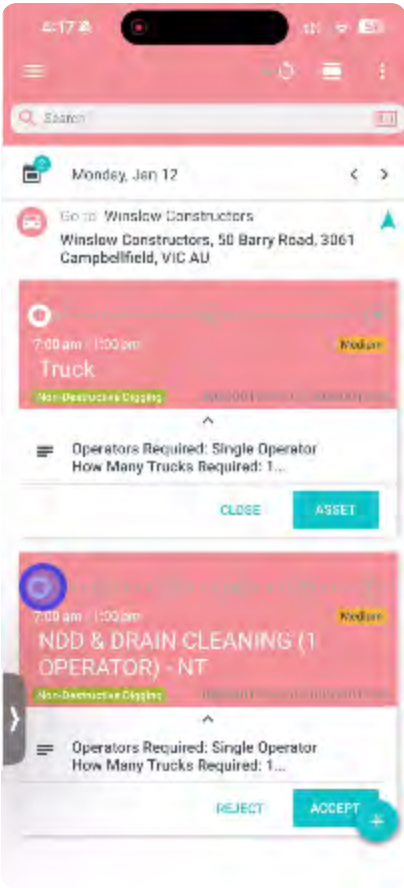 4:17
Search
Monday, Jan 12
Go to Winslow Constructors
Winslow Constructors, 50 Barry Road, 3061
Campbellfield, VIC AU
7:00 am - 1:00 pm
Medium
Truck
Non-Destructive Digging
Operators Required: Single Operator
How Many Trucks Required: 1...
CLOSE
ASSET
7:00 am - 1:00 pm
Medium
NDD & DRAIN CLEANING (1
OPERATOR) - NT
Non-Destructive Digging
Operators Required: Single Operator
How Many Trucks Required: 1...
REJECT
ACCEPT